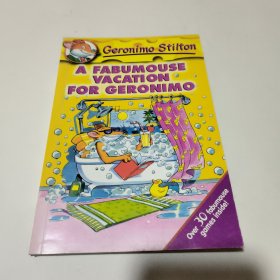 Geronimo Stilton
A FABUMOUSE
VACATION
FOR GERONIMO
Over 30 fabumouse
games inside!